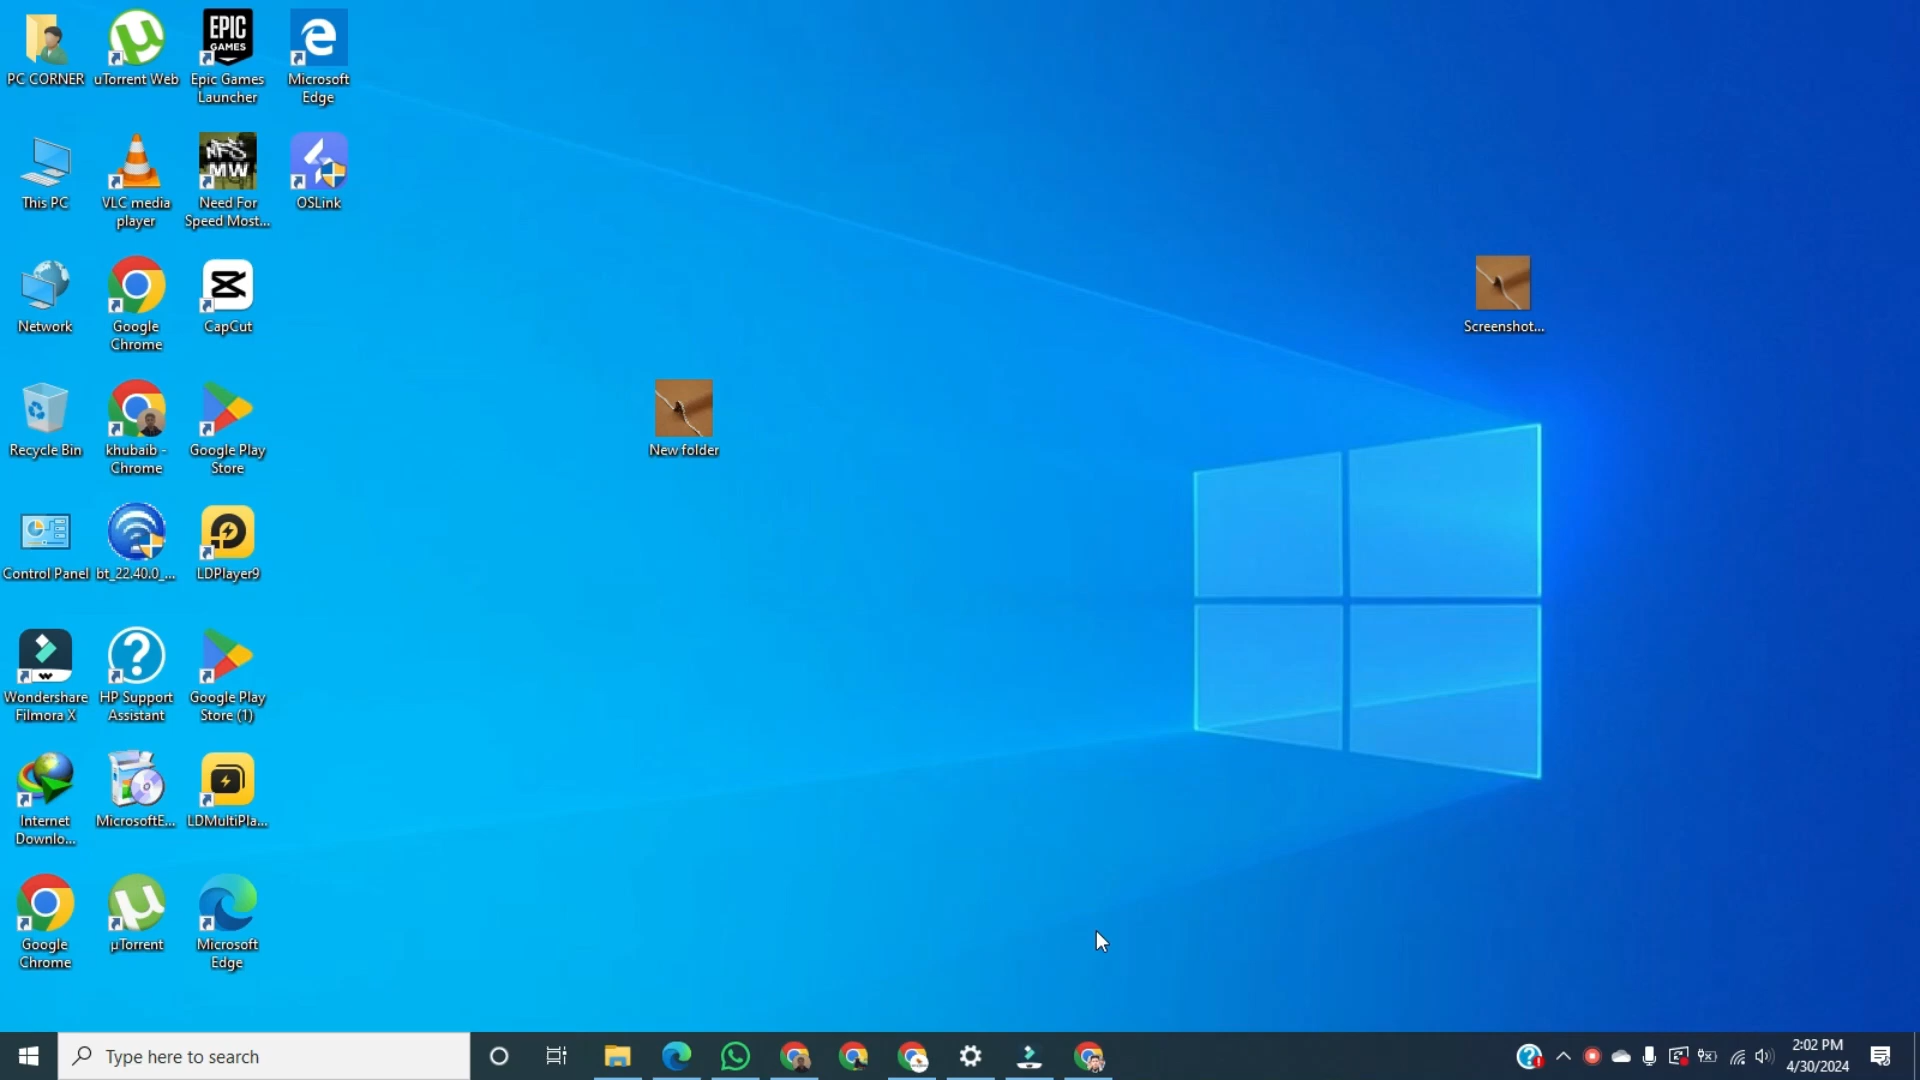 PC CORNER
uTorrent Web
EPIC
GAMES
Epic Games
Launcher
Microsoft
Edge
This PC
VLC media
player
NFS
MW
Need For
Speed Most...
OSLink
Network
Google
Chrome
CapCut
Screenshot...
Recycle Bin
khubaib -
Chrome
Google Play
Store
New folder
Control Panel
bt_22.40.0_...
LDPlayer9
Wondershare
Filmora X
HP Support
Assistant
Google Play
Store (1)
Internet
Downlo...
MicrosoftE...
LDMultiPla...
Google
Chrome
µTorrent
Microsoft
Edge
Type here to search
2:02 PM
4/30/2024